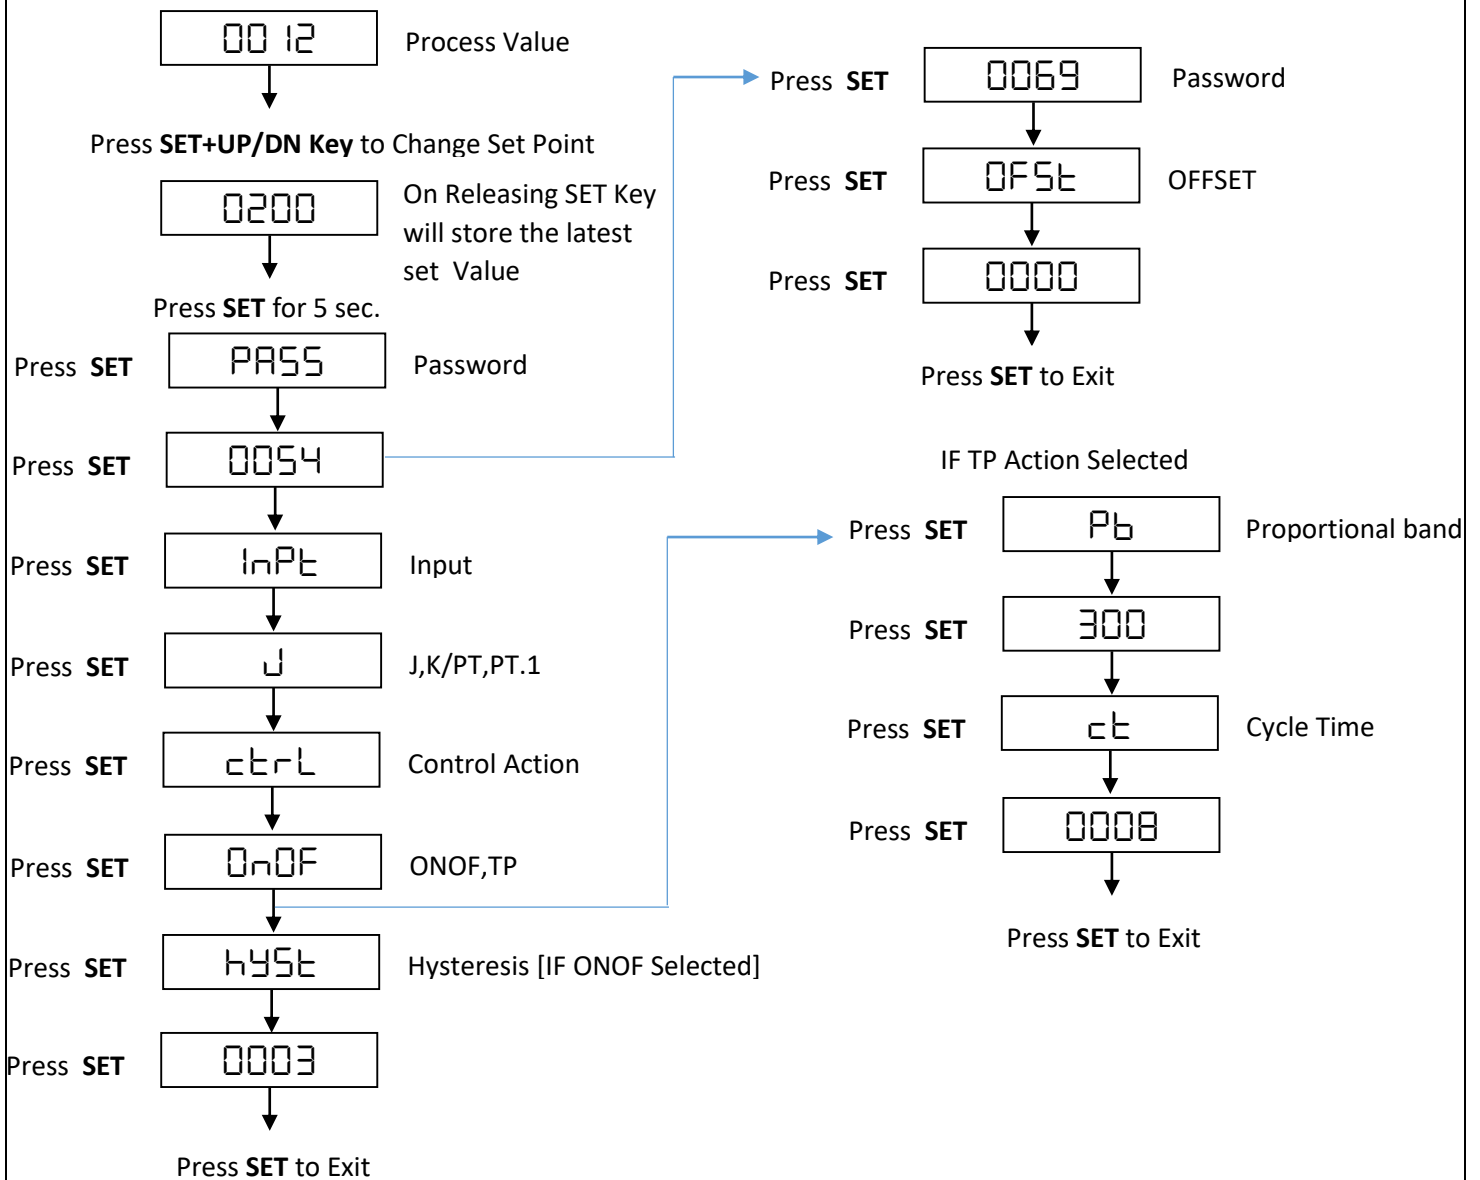 0012 Process Value
Press SET+UP/DN Key to Change Set Point
0200
On Releasing SET Key
will store the latest
set Value
Press SET for 5 sec.
Press SET PASS Password
Press SET 0054
Press SET InPt Input
Press SET J J,K/PT,PT.1
Press SET ctrL Control Action
Press SET OnOF ONOF,TP
Press SET hYSt Hysteresis [IF ONOF Selected]
Press SET 0003
Press SET to Exit
Press SET 0069 Password
Press SET OFSt OFFSET
Press SET 0000
Press SET to Exit
IF TP Action Selected
Press SET Pb Proportional band
Press SET 300
Press SET ct Cycle Time
Press SET 0008
Press SET to Exit